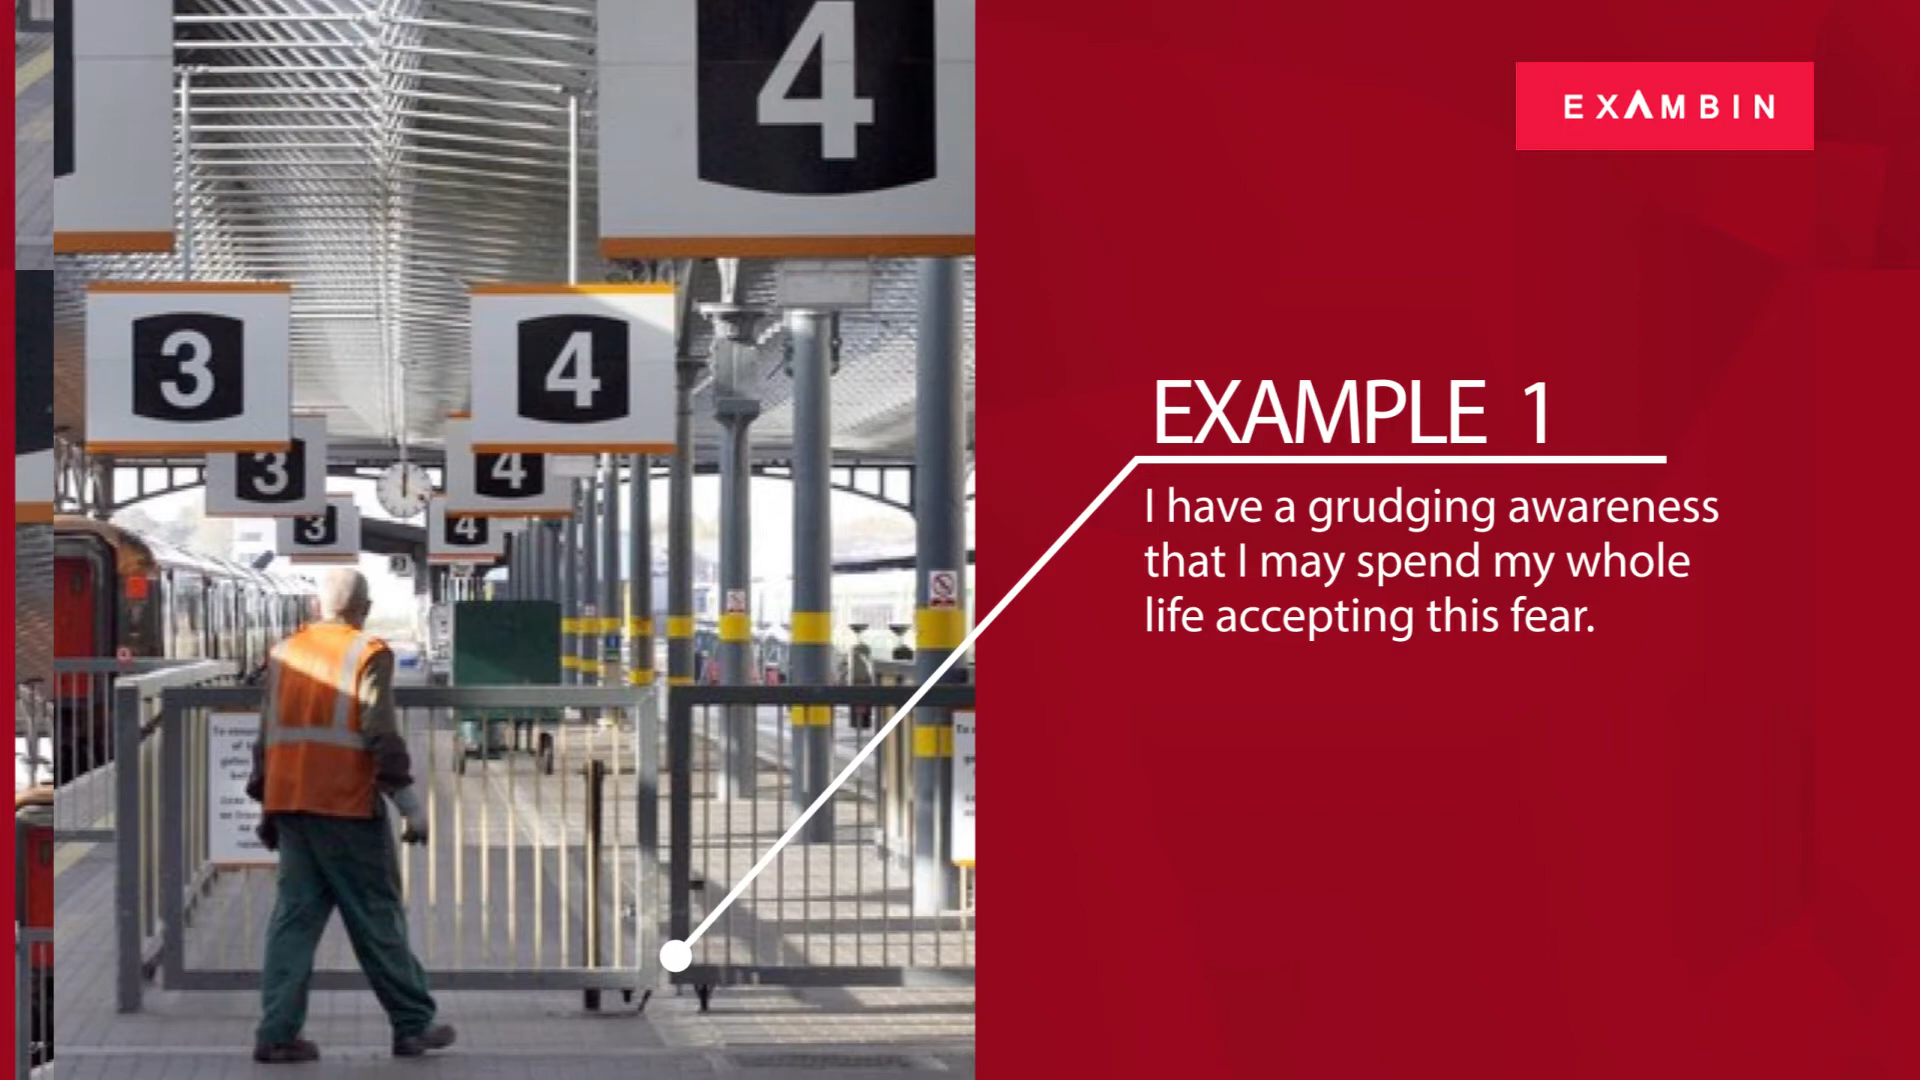 4
EXAMBIN
3
4
3
4
3
4
3
EXAMPLE 1
I have a grudging awareness
that I may spend my whole
life accepting this fear.